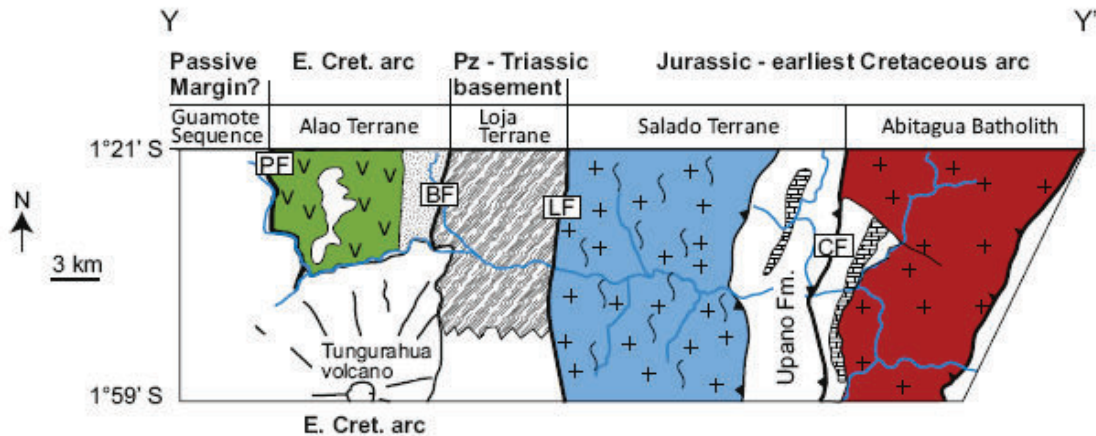 Y Y'
Passive Margin? E. Cret. arc Pz - Triassic basement Jurassic - earliest Cretaceous arc
Guamote Sequence Alao Terrane Loja Terrane Salado Terrane Abitagua Batholith
1°21' S
PF
BF
LF
CF
N
3 km
Upano Fm.
Tungurahua
volcano
1°59' S
E. Cret. arc